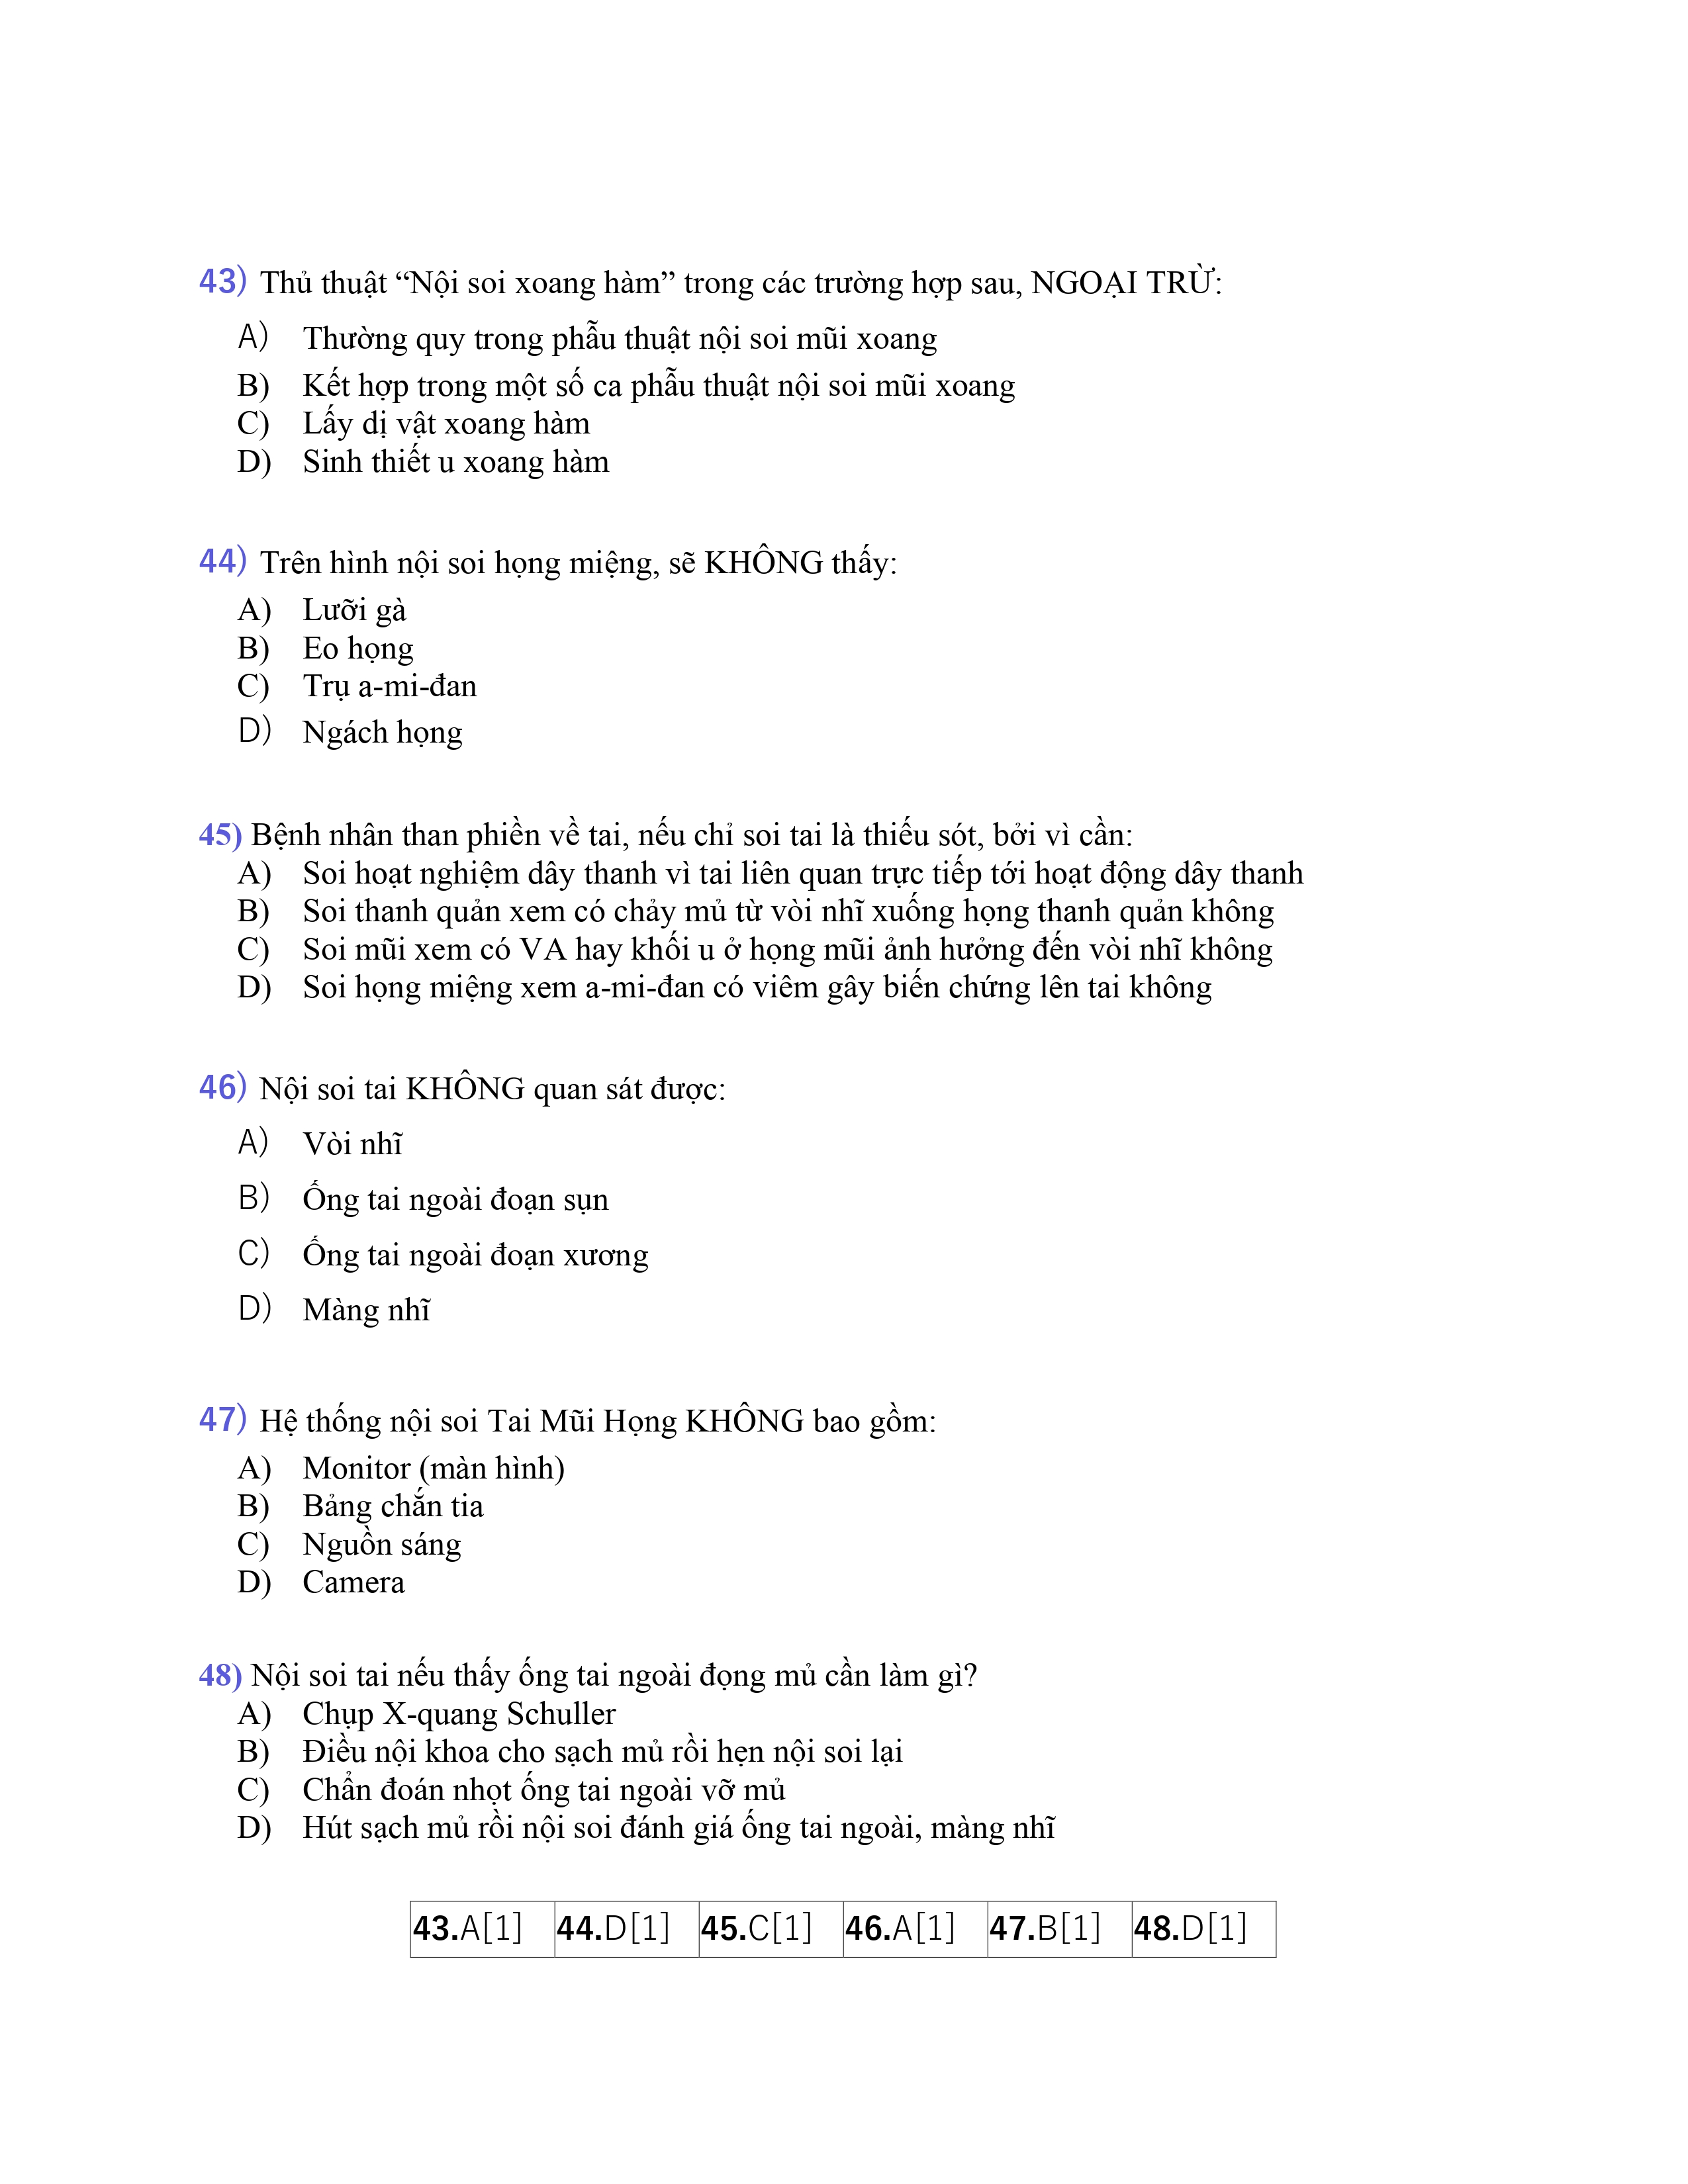 43) Thủ thuật “Nội soi xoang hàm” trong các trường hợp sau, NGOẠI TRỪ:
A) Thường quy trong phẫu thuật nội soi mũi xoang
B) Kết hợp trong một số ca phẫu thuật nội soi mũi xoang
C) Lấy dị vật xoang hàm
D) Sinh thiết u xoang hàm
44) Trên hình nội soi họng miệng, sẽ KHÔNG thấy:
A) Lưỡi gà
B) Eo họng
C) Trụ a-mi-đan
D) Ngách họng
45) Bệnh nhân than phiền về tai, nếu chỉ soi tai là thiếu sót, bởi vì cần:
A) Soi hoạt nghiệm dây thanh vì tai liên quan trực tiếp tới hoạt động dây thanh
B) Soi thanh quản xem có chảy mủ từ vòi nhĩ xuống họng thanh quản không
C) Soi mũi xem có VA hay khối u ở họng mũi ảnh hưởng đến vòi nhĩ không
D) Soi họng miệng xem a-mi-đan có viêm gây biến chứng lên tai không
46) Nội soi tai KHÔNG quan sát được:
A) Vòi nhĩ
B) Ống tai ngoài đoạn sụn
C) Ống tai ngoài đoạn xương
D) Màng nhĩ
47) Hệ thống nội soi Tai Mũi Họng KHÔNG bao gồm:
A) Monitor (màn hình)
B) Bảng chắn tia
C) Nguồn sáng
D) Camera
48) Nội soi tai nếu thấy ống tai ngoài đọng mủ cần làm gì?
A) Chụp X-quang Schuller
B) Điều nội khoa cho sạch mủ rồi hẹn nội soi lại
C) Chẩn đoán nhọt ống tai ngoài vỡ mủ
D) Hút sạch mủ rồi nội soi đánh giá ống tai ngoài, màng nhĩ
43.A[1] 44.D[1] 45.C[1] 46.A[1] 47.B[1] 48.D[1]